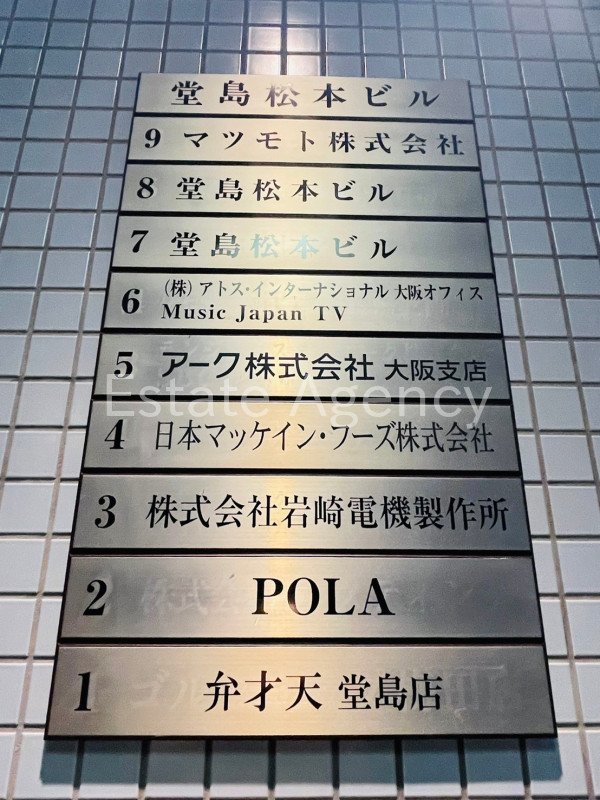 堂島松本ビル
9 マツモト株式会社
8 堂島松本ビル
7 堂島松本ビル
6 (株)アトス・インターナショナル 大阪オフィス
Music Japan TV
5 アーク株式会社 大阪支店
Estate Agency
4 日本マッケイン・フーズ株式会社
3 株式会社岩崎電機製作所
2 POLA
1 弁才天 堂島店